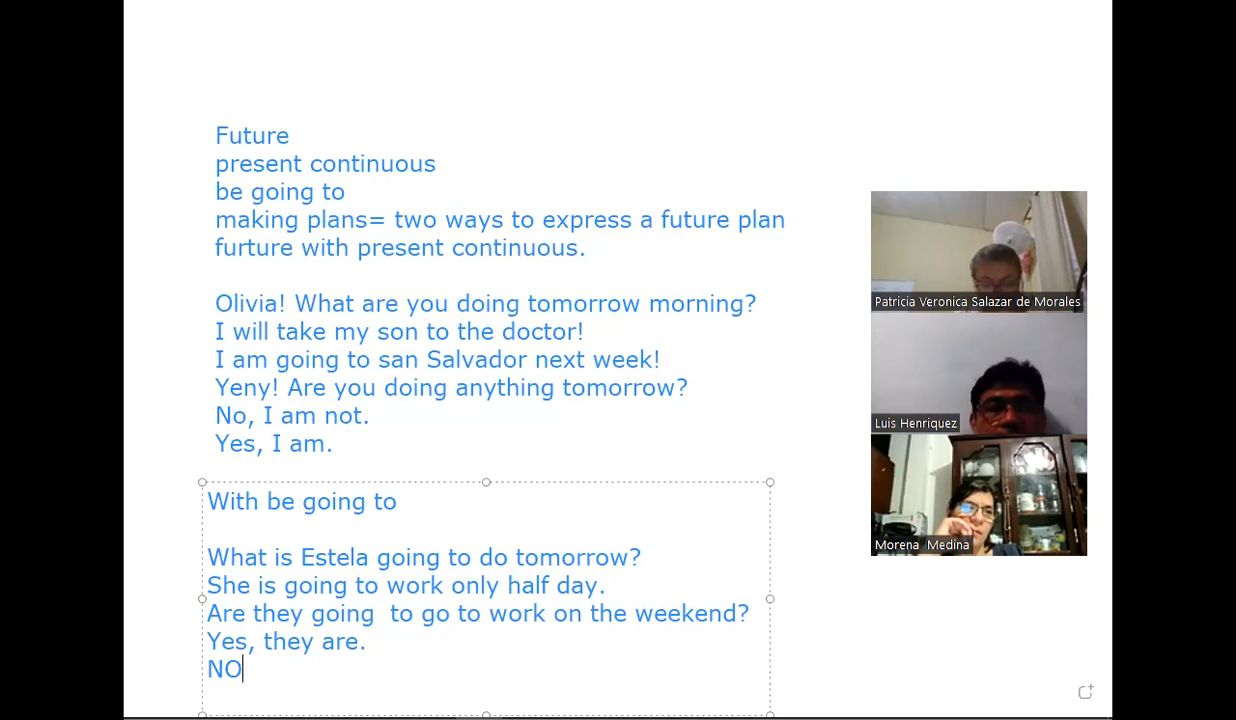 Future
present continuous
be going to
making plans= two ways to express a future plan
furture with present continuous.
Olivia! What are you doing tomorrow morning?
I will take my son to the doctor!
I am going to san Salvador next week!
Yeny! Are you doing anything tomorrow?
No, I am not.
Yes, I am.
With be going to
What is Estela going to do tomorrow?
She is going to work only half day.
Are they going  to go to work on the weekend?
Yes, they are.
NO
Patricia Veronica Salazar de Morales
Luis Henriquez
Morena  Medina